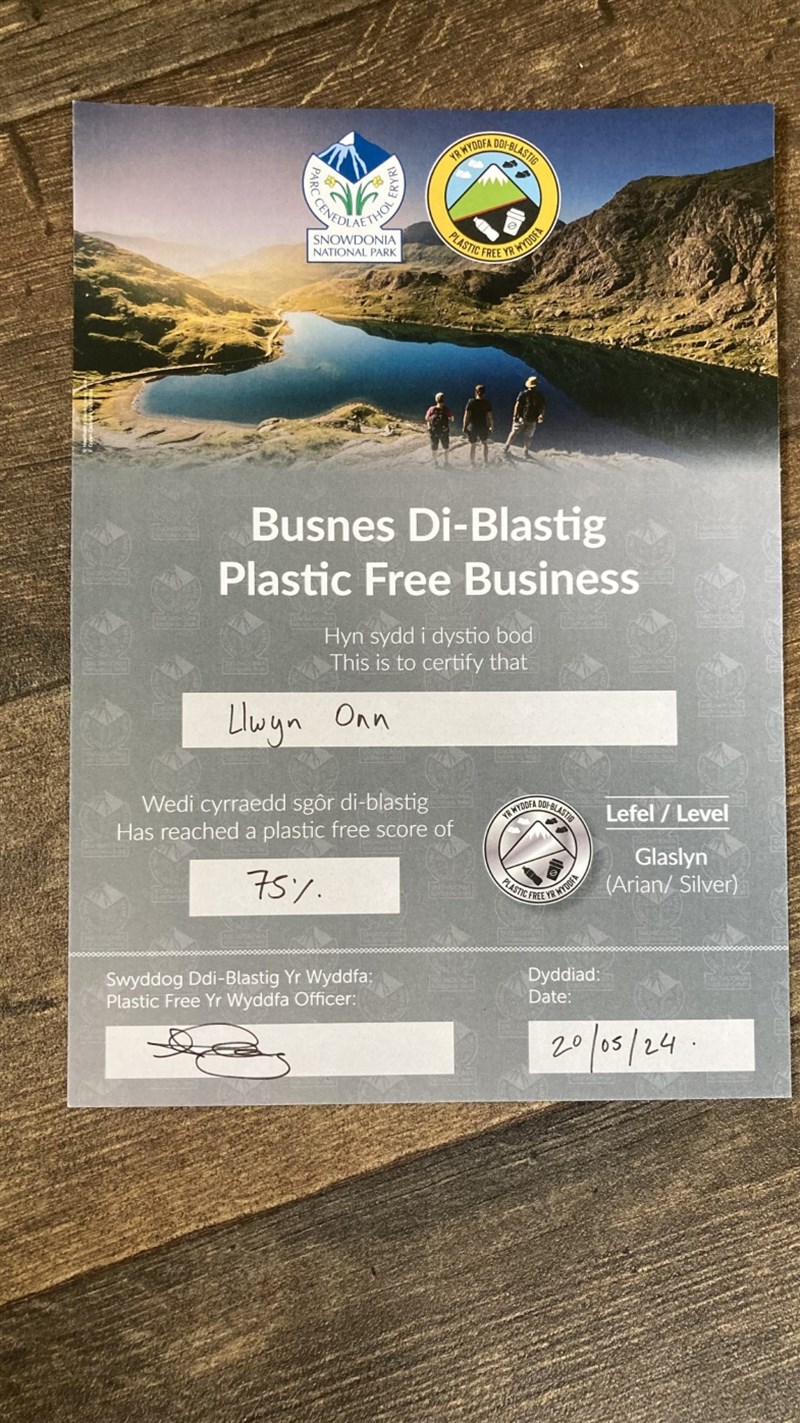 PARC CENEDLAETHOL ERYRI
SNOWDONIA
NATIONAL PARK
YR WYDDFA DDI-BLASTIG
PLASTIC FREE YR WYDDFA
Busnes Di-Blastig
Plastic Free Business
Hyn sydd i dystio bod
This is to certify that
Llwyn Onn
Wedi cyrraedd sgôr di-blastig
Has reached a plastic free score of
75%.
YR WYDDFA DDI-BLASTIG
PLASTIC FREE YR WYDDFA
Lefel / Level
Glaslyn
(Arian/ Silver)
Swyddog Ddi-Blastig Yr Wyddfa:
Plastic Free Yr Wyddfa Officer:
Dyddiad:
Date:
20/05/24.